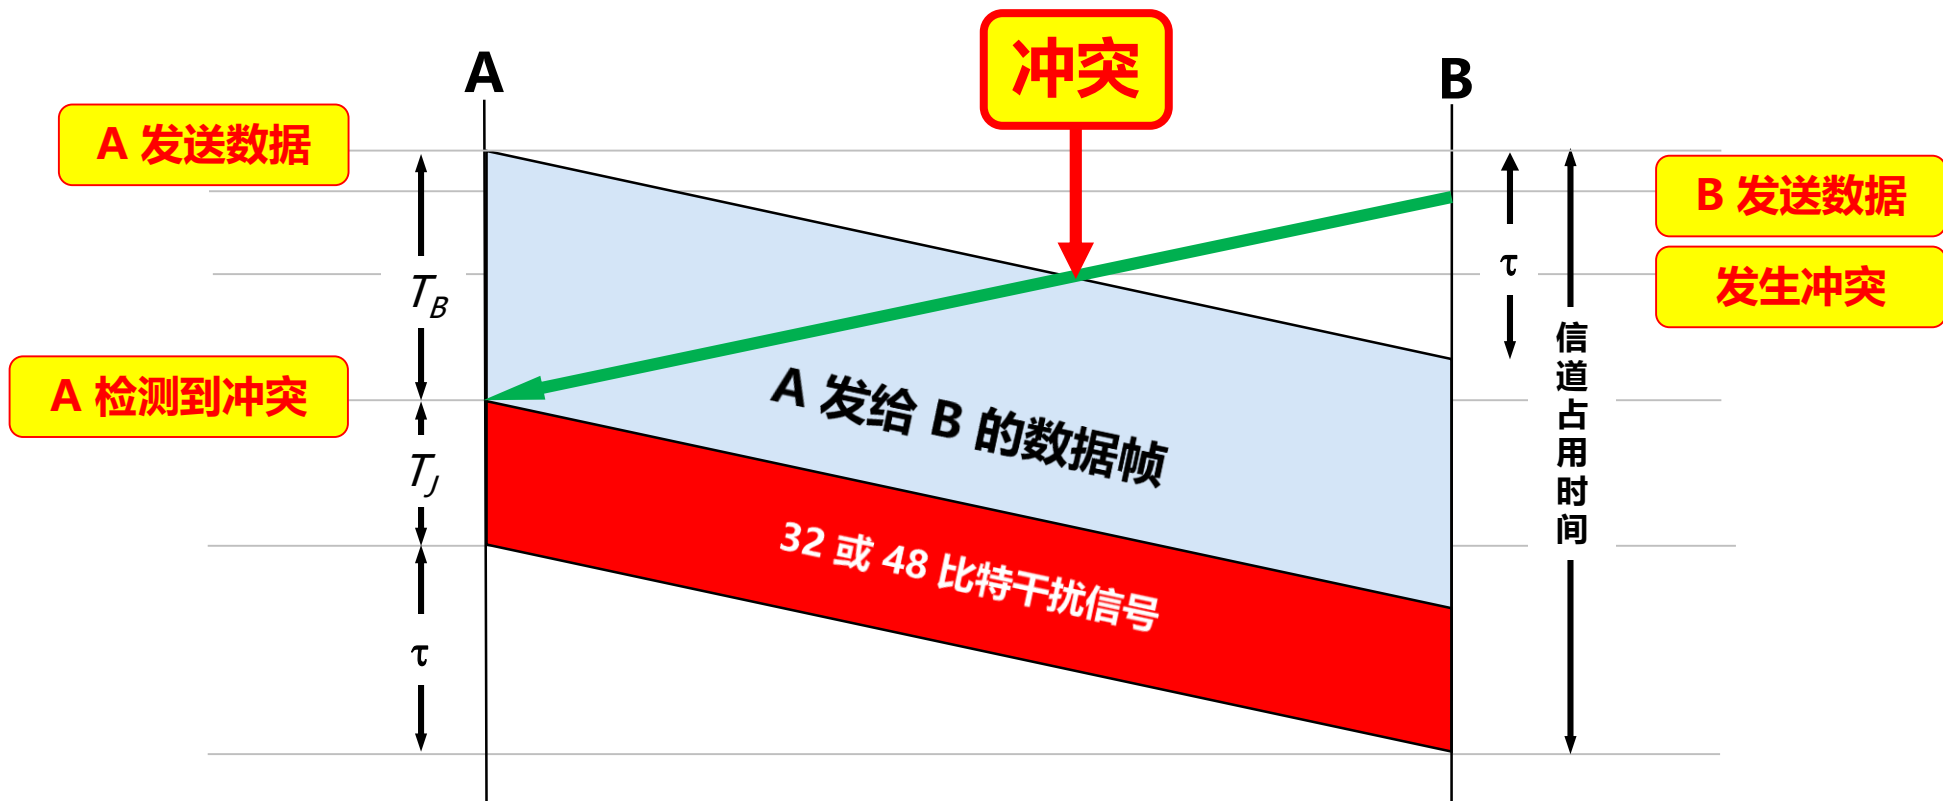 冲突
A
B
A 发送数据
B 发送数据
τ
发生冲突
T_B
信道占用时间
A 检测到冲突
A 发给 B 的数据帧
T_J
32 或 48 比特干扰信号
τ